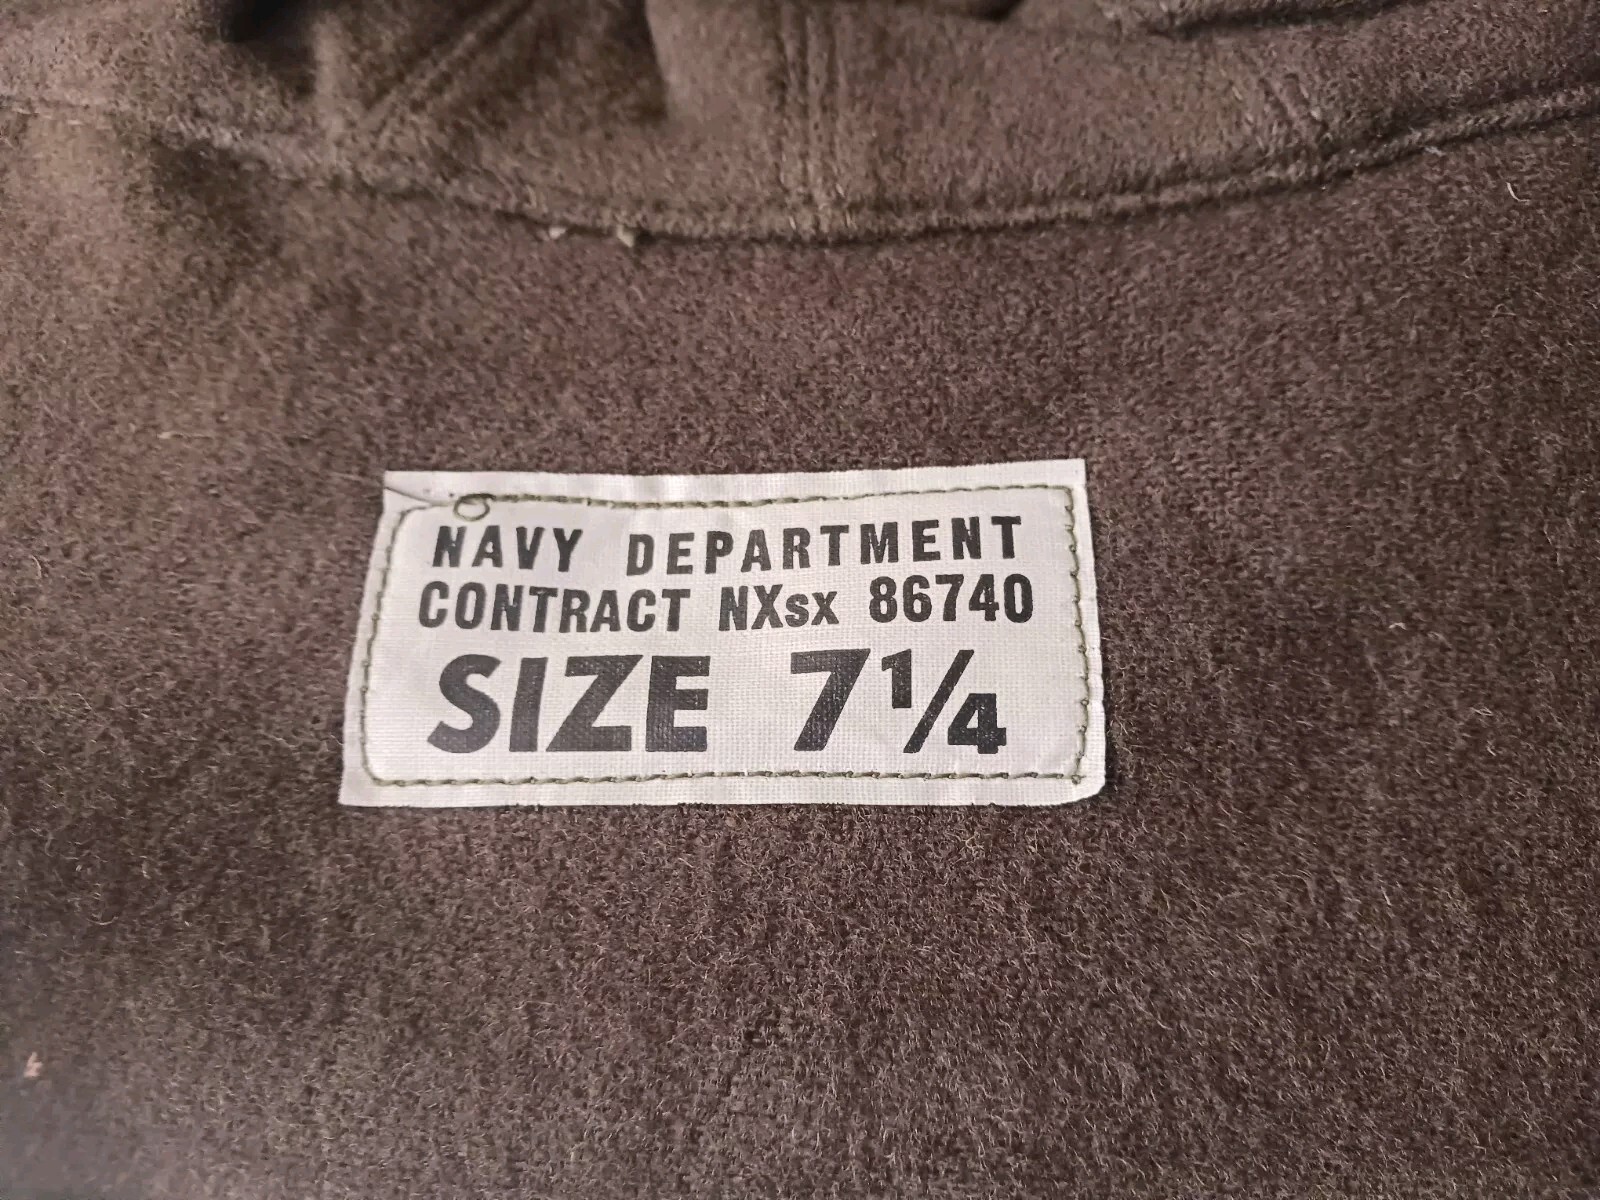 NAVY DEPARTMENT
CONTRACT NXsx 86740
SIZE 7¼